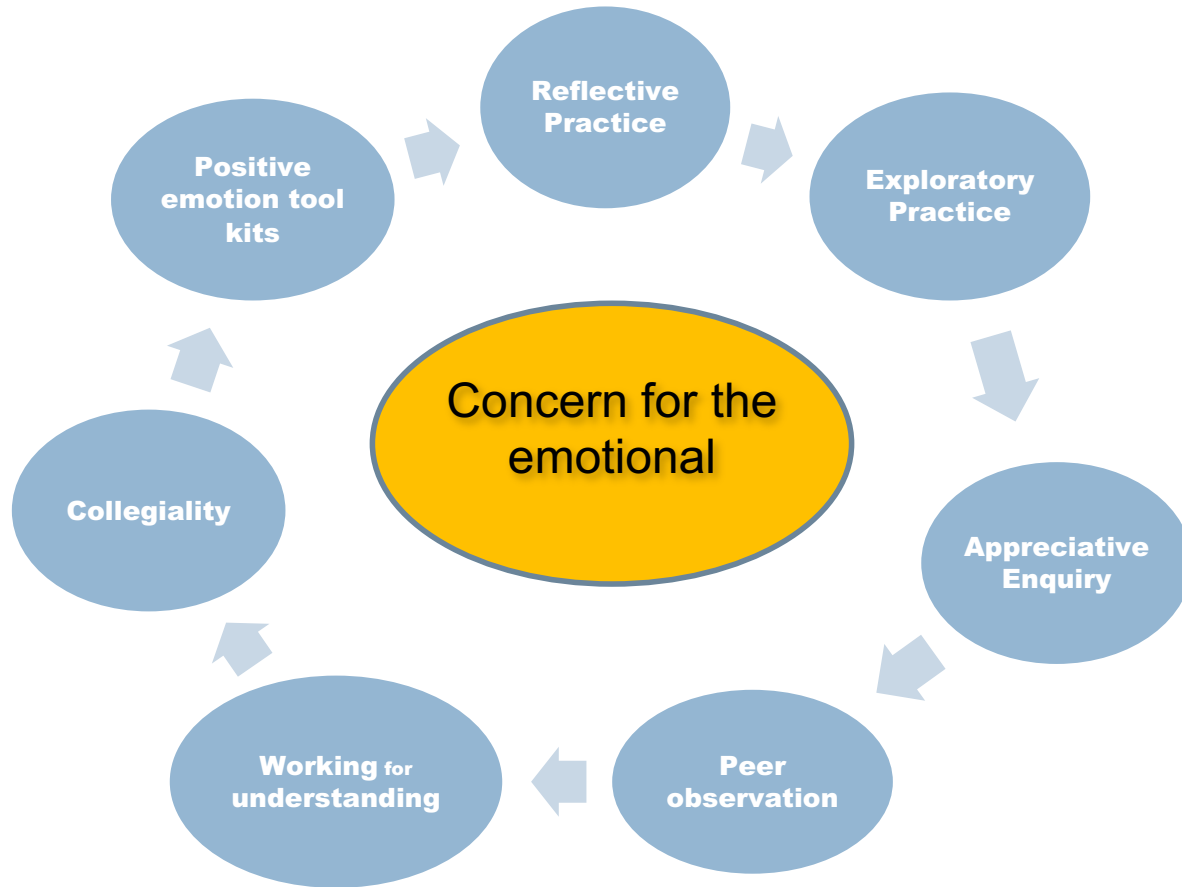 Reflective
Practice
Exploratory
Practice
Appreciative
Enquiry
Peer
observation
Working for
understanding
Collegiality
Positive
emotion tool
kits
Concern for the
emotional